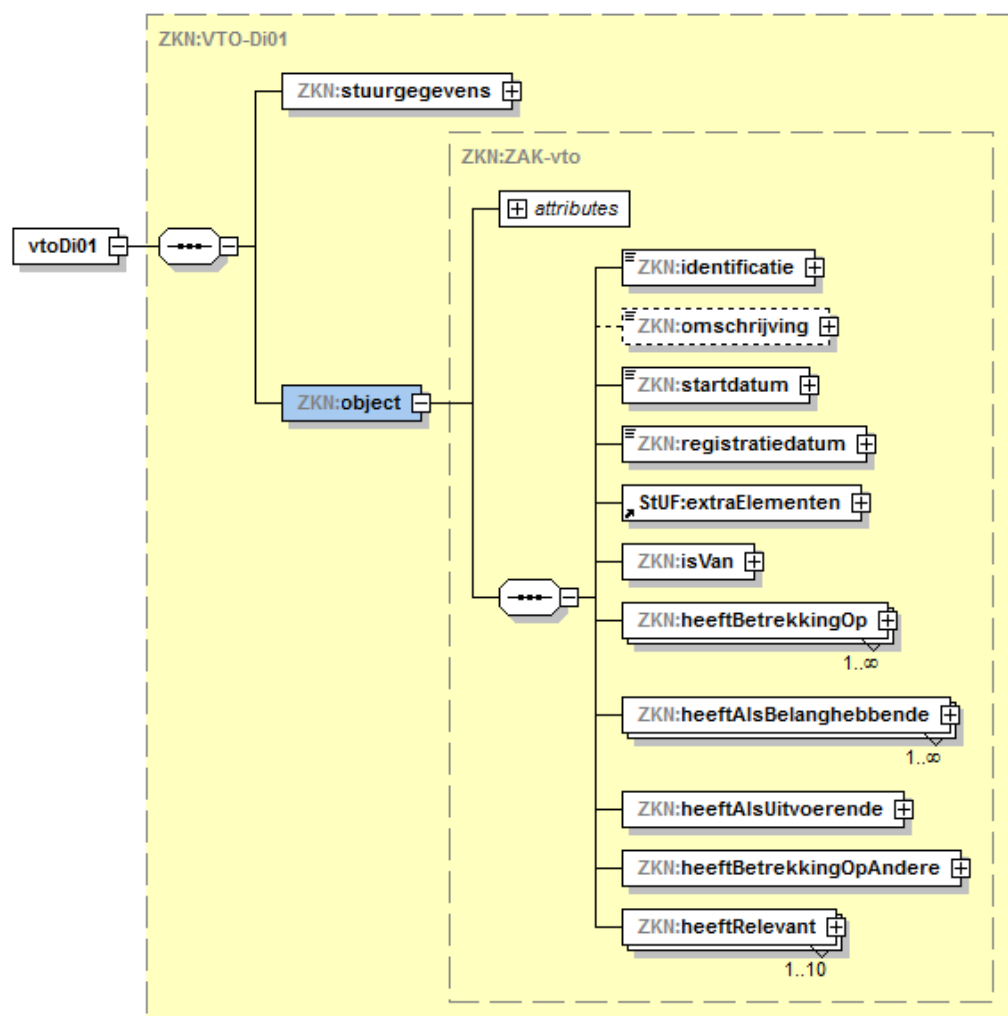 ZKN:VTO-Di01
ZKN:stuurgegevens
ZKN:ZAK-vto
attributes
vtoDi01
ZKN:identificatie
ZKN:omschrijving
ZKN:startdatum
ZKN:object
ZKN:registratiedatum
StUF:extraElementen
ZKN:isVan
ZKN:heeftBetrekkingOp
1..∞
ZKN:heeftAlsBelanghebbende
1..∞
ZKN:heeftAlsUitvoerende
ZKN:heeftBetrekkingOpAndere
ZKN:heeftRelevant
1..10